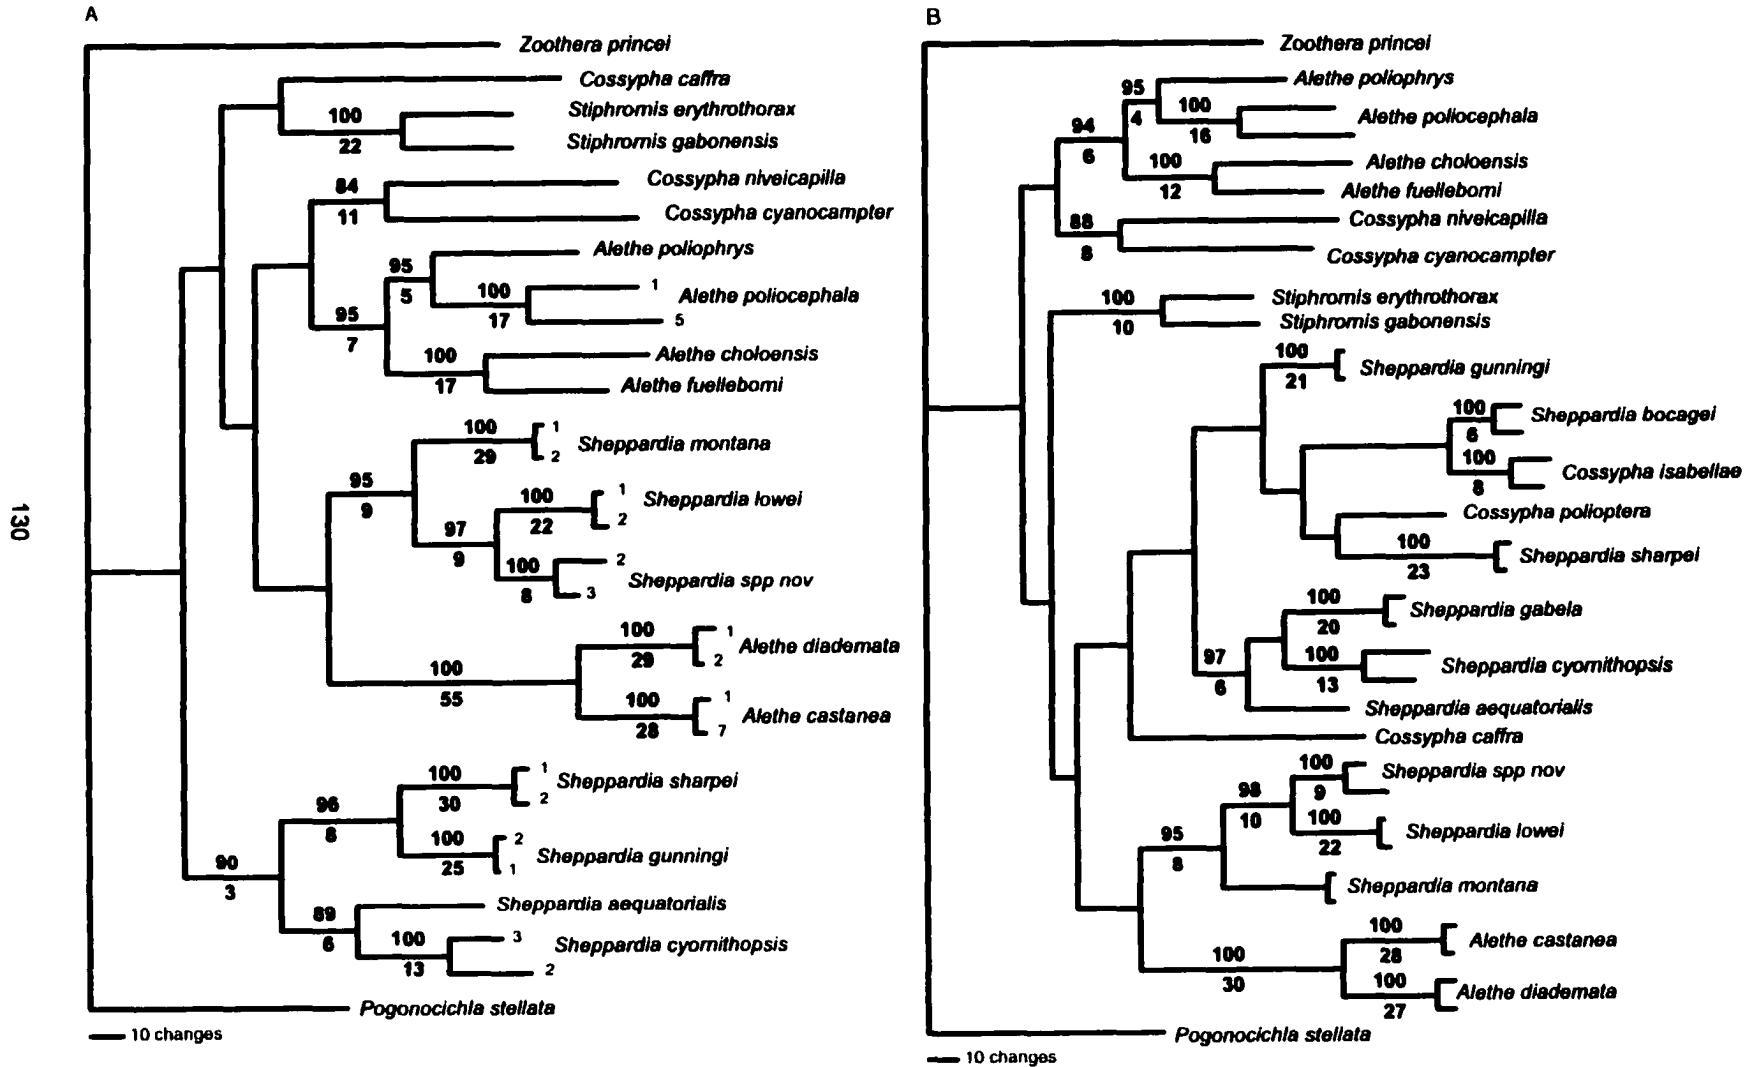 A
Zoothera princei
Cossypha caffra
100
Stiphrornis erythrothorax
22
Stiphrornis gabonensis
84
Cossypha niveicapilla
11
Cossypha cyanocampter
Alethe poliophrys
95
5
100
1
Alethe poliocephala
17
5
95
7
100
Alethe choloensis
17
Alethe fuelleborni
100
1
Sheppardia montana
29
2
95
9
100
1
Sheppardia lowei
22
2
97
9
100
2
Sheppardia spp nov
8
3
100
1
Alethe diademata
29
2
100
55
100
1
Alethe castanea
28
7
100
1
Sheppardia sharpei
30
2
96
8
100
2
Sheppardia gunningi
25
1
90
3
Sheppardia aequatorialis
89
6
100
3
Sheppardia cyornithopsis
13
2
Pogonocichla stellata
10 changes
130
B
Zoothera princei
Alethe poliophrys
95
4
100
Alethe poliocephala
16
94
6
100
Alethe choloensis
12
Alethe fuelleborni
88
Cossypha niveicapilla
8
Cossypha cyanocampter
100
Stiphrornis erythrothorax
10
Stiphrornis gabonensis
100
Sheppardia gunningi
21
100
Sheppardia bocagei
6
100
Cossypha isabellae
8
Cossypha polioptera
100
Sheppardia sharpei
23
100
Sheppardia gabela
20
97
6
100
Sheppardia cyornithopsis
13
Sheppardia aequatorialis
Cossypha caffra
100
Sheppardia spp nov
9
98
10
100
Sheppardia lowei
22
95
8
Sheppardia montana
100
Alethe castanea
28
100
30
100
Alethe diademata
27
Pogonocichla stellata
10 changes